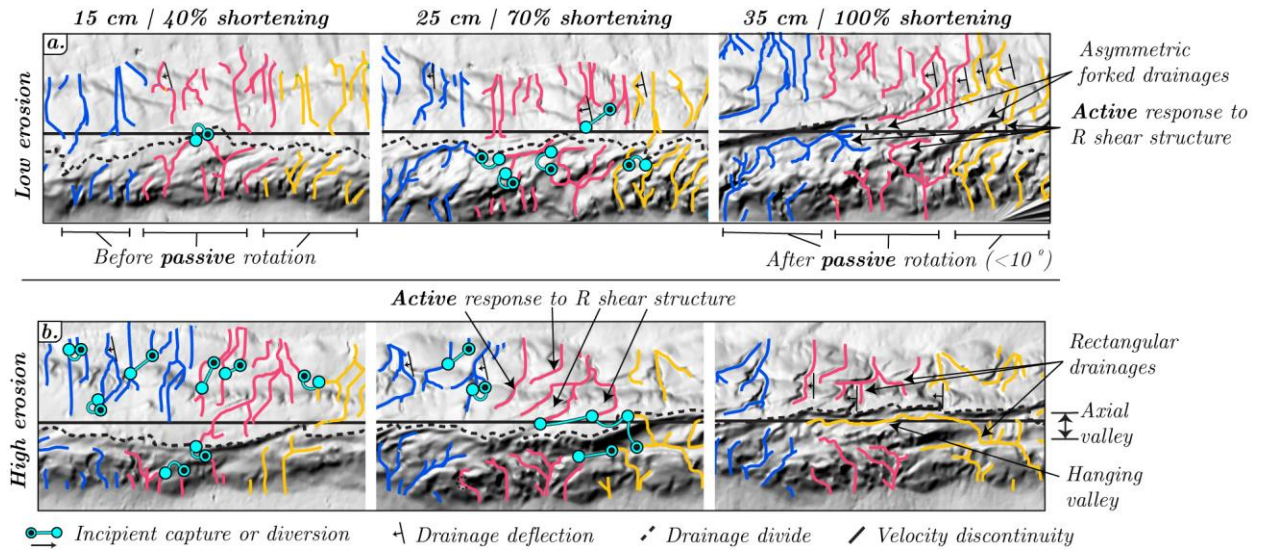 15 cm / 40% shortening
25 cm / 70% shortening
35 cm / 100% shortening
a.
Low erosion
Asymmetric
forked drainages
Active response to
R shear structure
Before passive rotation
After passive rotation (<10°)
Active response to R shear structure
b.
High erosion
Rectangular
drainages
Axial
valley
Hanging
valley
Incipient capture or diversion
Drainage deflection
Drainage divide
Velocity discontinuity